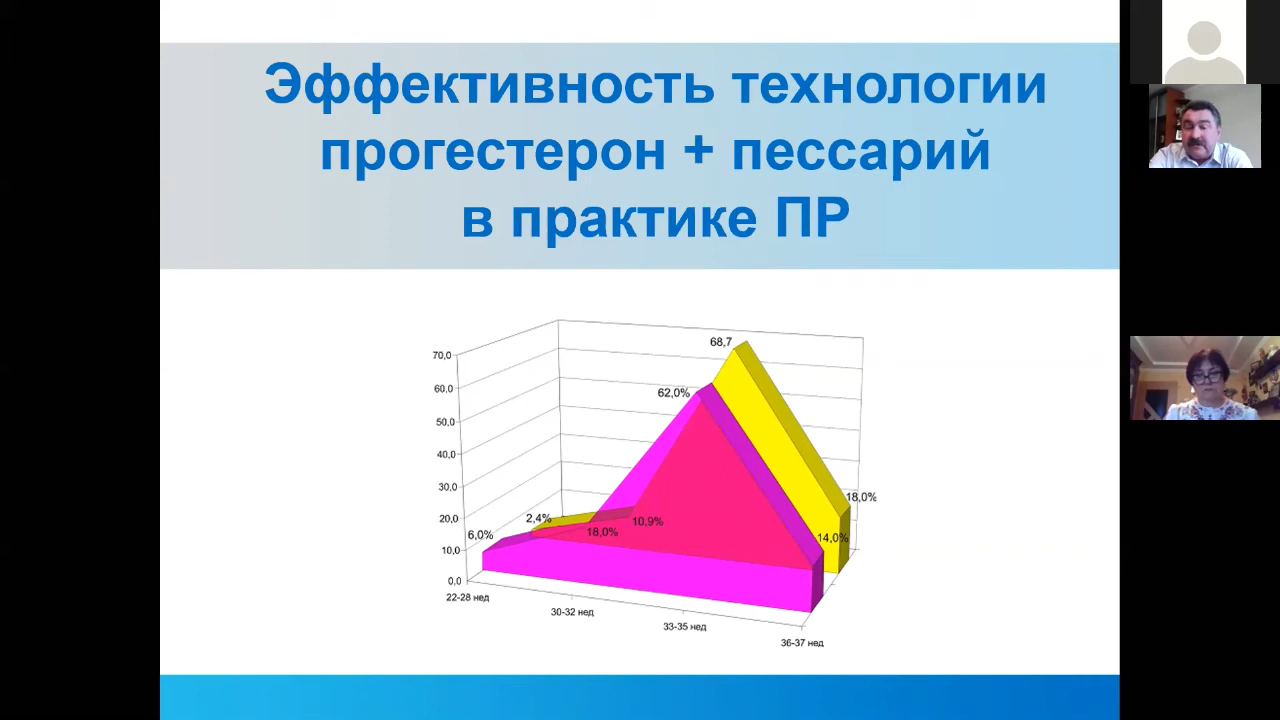 Эффективность технологии
прогестерон + пессарий
в практике ПР
70,0
60,0
50,0
40,0
30,0
20,0
10,0
0,0
68,7
62,0%
18,0%
14,0%
10,9%
18,0%
2,4%
6,0%
22-28 нед
30-32 нед
33-35 нед
36-37 нед